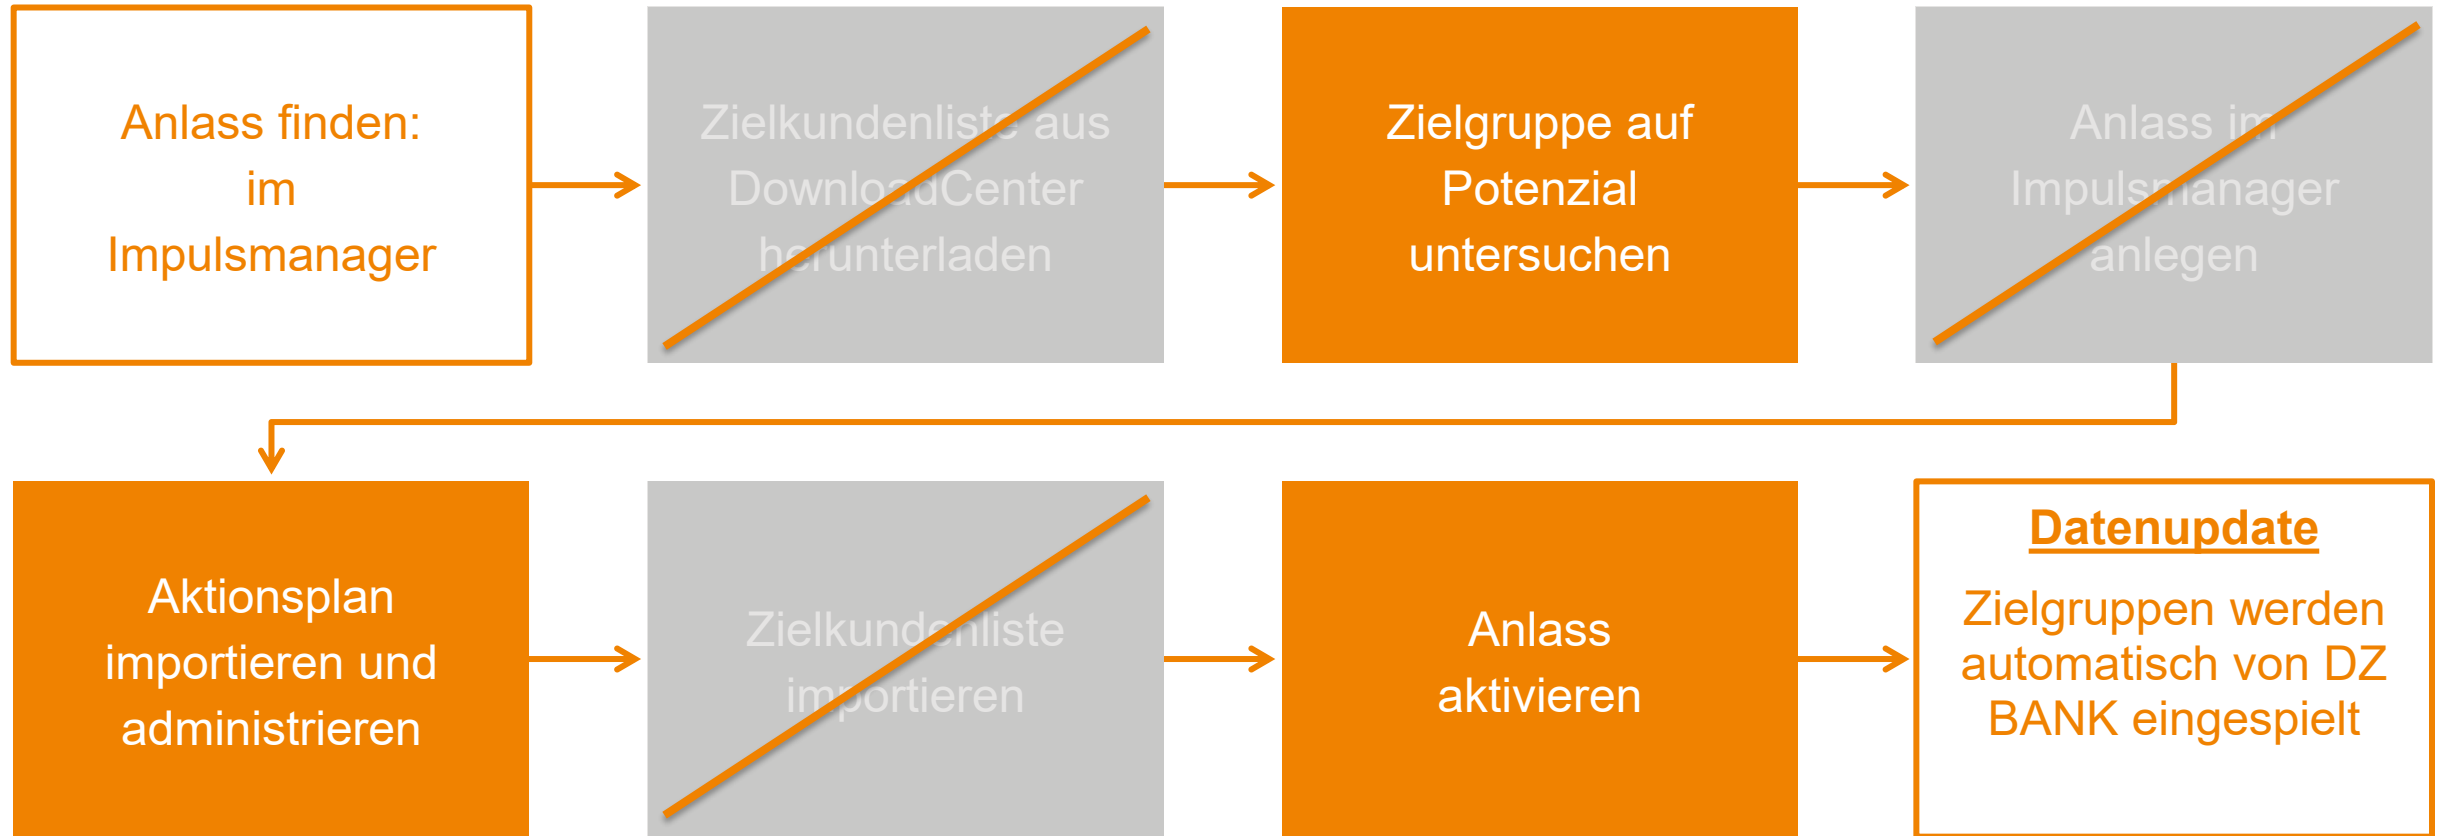 Anlass finden:
im
Impulsmanager
Zielkundenliste aus
DownloadCenter
herunterladen
Zielgruppe auf
Potenzial
untersuchen
Anlass im
Impulsmanager
anlegen
Aktionsplan
importieren und
administrieren
Zielkundenliste
importieren
Anlass
aktivieren
Datenupdate
Zielgruppen werden
automatisch von DZ
BANK eingespielt